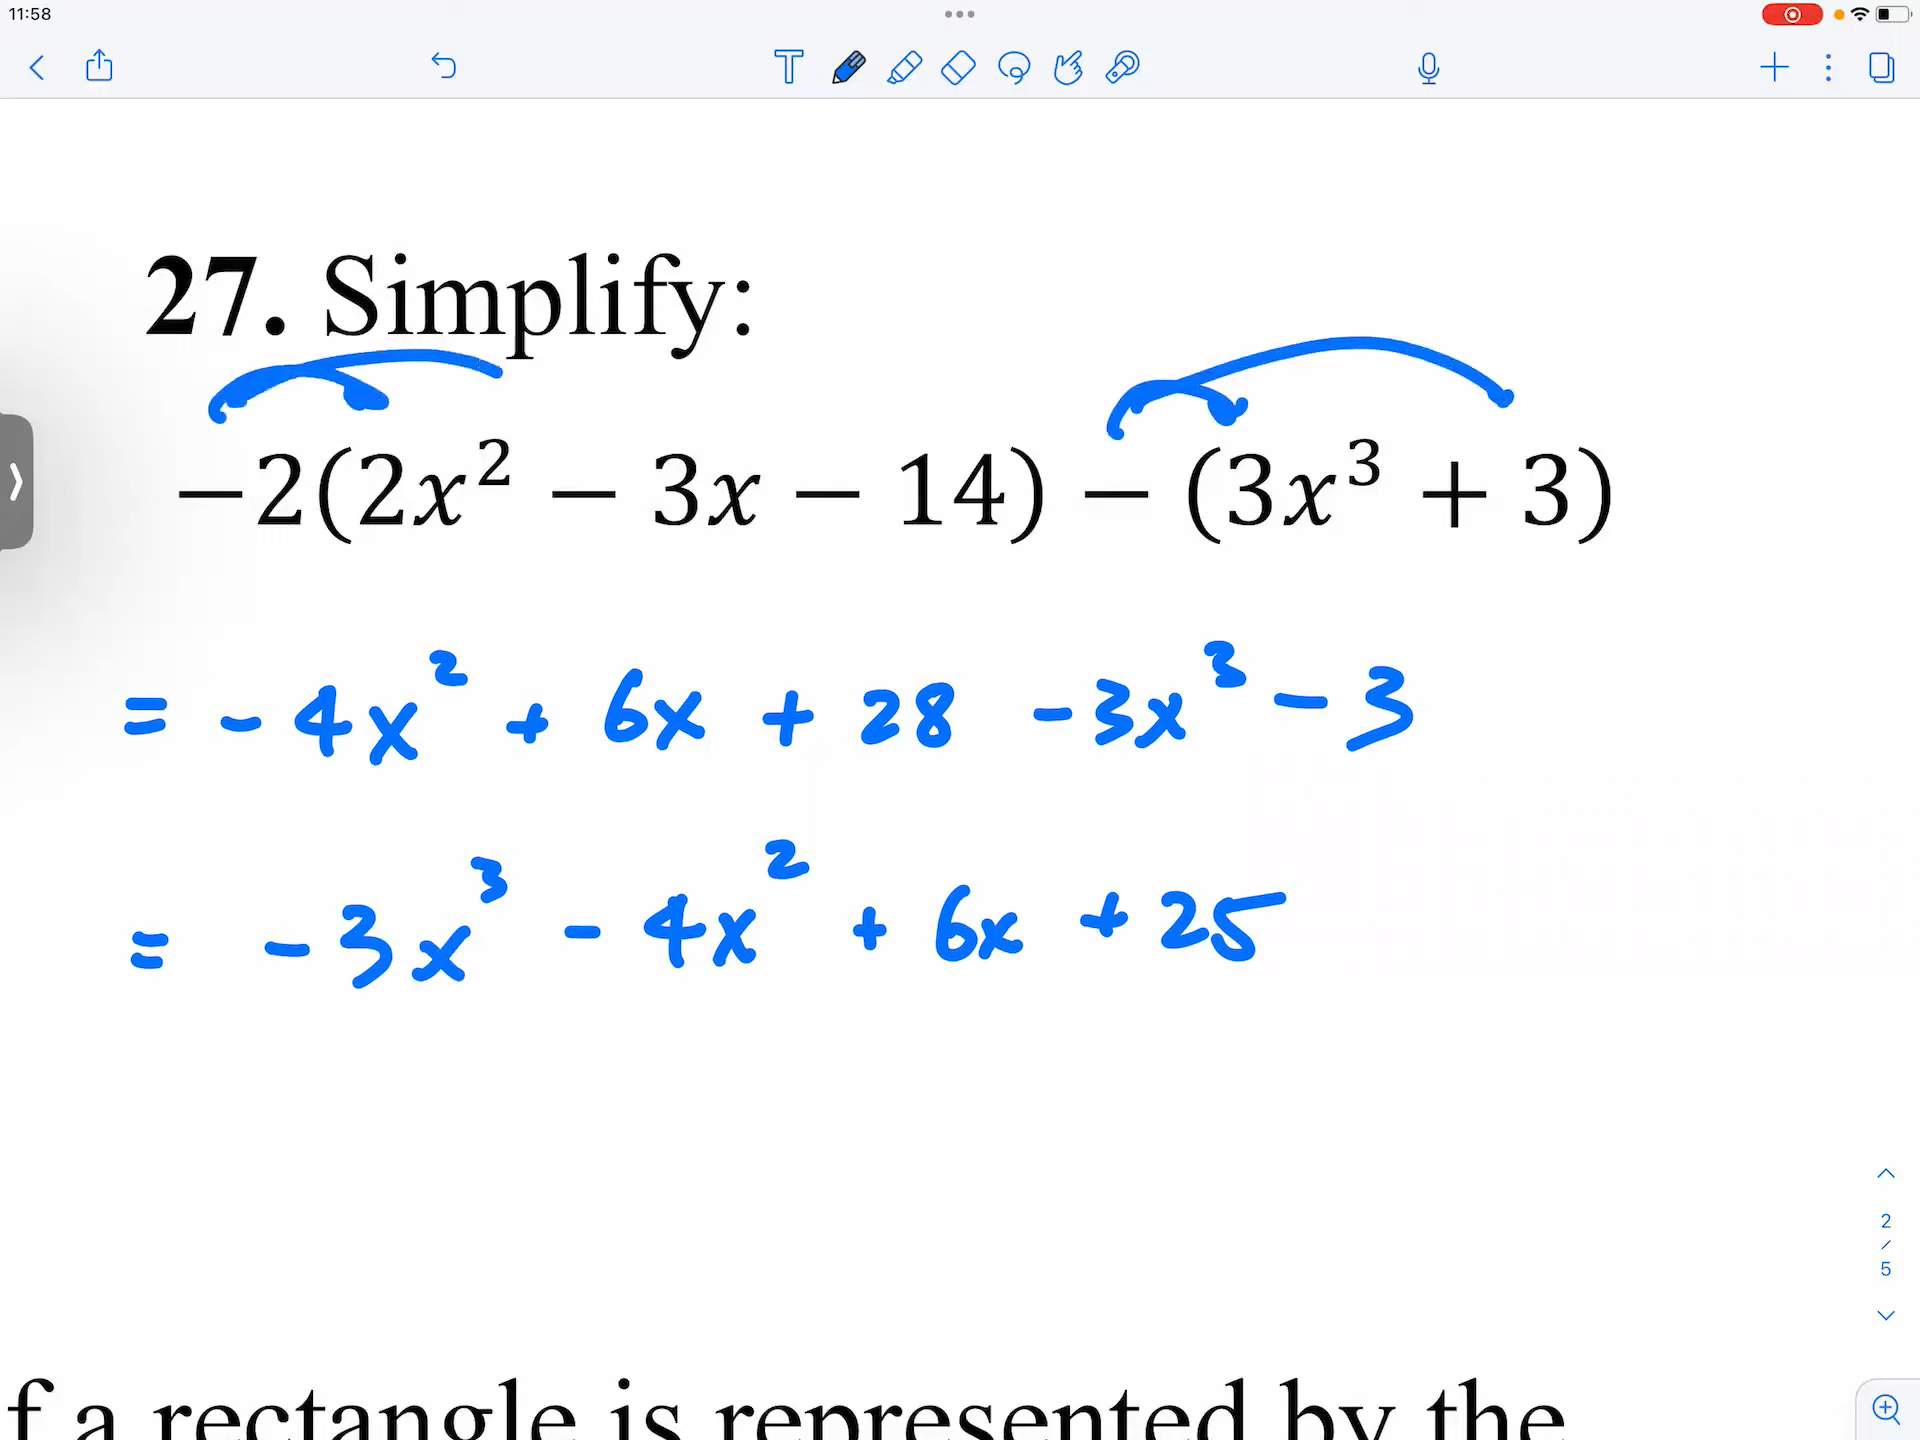 11:58
27. Simplify:
−2(2x² − 3x − 14) − (3x³ + 3)
= - 4x² + 6x + 28 - 3x³ - 3
= - 3x³ - 4x² + 6x + 25
2
/
5
f a rectangle is represented by the